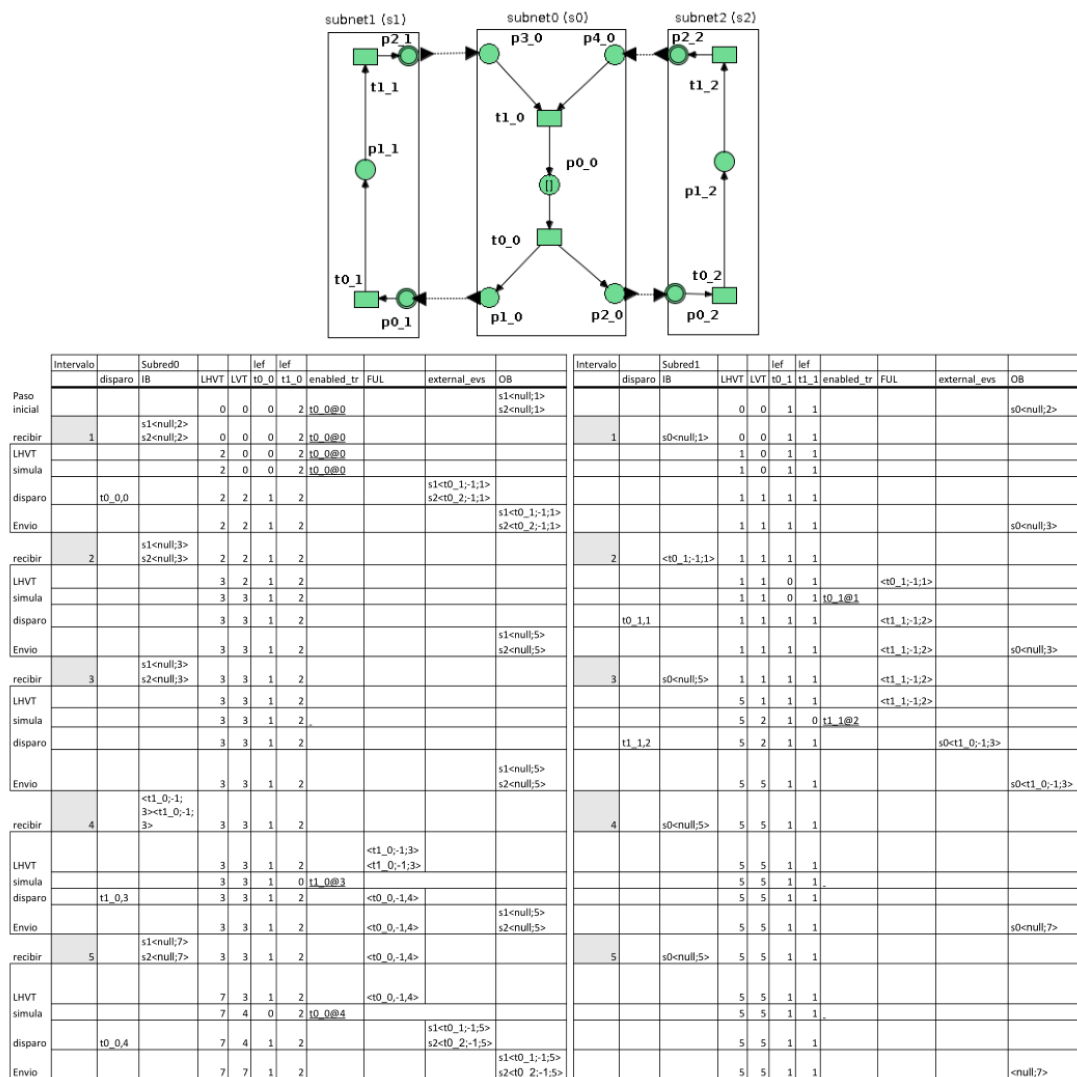 subnet1 (s1) subnet0 (s0) subnet2 (s2)
p2_1 p3_0 p4_0 p2_2
t1_1 t1_2
t1_0
p1_1 p0_0
[]
p1_2
t0_0
t0_1 t0_2
p0_1 p1_0 p2_0 p0_2
Intervalo Subred0 lef lef Intervalo Subred1 lef lef
disparo IB LHVT LVT t0_0 t1_0 enabled_tr FUL external_evs OB disparo IB LHVT LVT t0_1 t1_1 enabled_tr FUL external_evs OB
Paso s1<null;1>
inicial 0 0 0 2 t0_0@0 s2<null;1> 0 0 1 1 s0<null;2>
s1<null;2>
recibir 1 s2<null;2> 0 0 0 2 t0_0@0 1 s0<null;1> 0 0 1 1
LHVT 2 0 0 2 t0_0@0 1 0 1 1
simula 2 0 0 2 t0_0@0 1 0 1 1
s1<t0_1;-1;1>
disparo t0_0,0 2 2 1 2 s2<t0_2;-1;1> 1 1 1 1
s1<t0_1;-1;1>
Envio 2 2 1 2 s2<t0_2;-1;1> 1 1 1 1 s0<null;3>
s1<null;3>
recibir 2 s2<null;3> 2 2 1 2 2 <t0_1;-1;1> 1 1 1 1
LHVT 3 2 1 2 1 1 0 1 <t0_1;-1;1>
simula 3 3 1 2 1 1 0 1 t0_1@1
disparo 3 3 1 2 t0_1,1 1 1 1 1 <t1_1;-1;2>
s1<null;5>
Envio 3 3 1 2 s2<null;5> 1 1 1 1 <t1_1;-1;2> s0<null;3>
s1<null;3>
recibir 3 s2<null;3> 3 3 1 2 3 s0<null;5> 1 1 1 1 <t1_1;-1;2>
LHVT 3 3 1 2 5 1 1 1 <t1_1;-1;2>
simula 3 3 1 2 5 2 1 0 t1_1@2
disparo 3 3 1 2 t1_1,2 5 2 1 1 s0<t1_0;-1;3>
s1<null;5>
Envio 3 3 1 2 s2<null;5> 5 5 1 1 s0<t1_0;-1;3>
<t1_0;-1;
3><t1_0;-1;
recibir 4 3> 3 3 1 2 4 s0<null;5> 5 5 1 1
<t1_0;-1;3>
LHVT 3 3 1 2 <t1_0;-1;3> 5 5 1 1
simula 3 3 1 0 t1_0@3 5 5 1 1
disparo t1_0,3 3 3 1 2 <t0_0,-1,4> 5 5 1 1
s1<null;5>
Envio 3 3 1 2 <t0_0,-1,4> s2<null;5> 5 5 1 1 s0<null;7>
s1<null;7>
recibir 5 s2<null;7> 3 3 1 2 <t0_0,-1,4> 5 s0<null;5> 5 5 1 1
LHVT 7 3 1 2 <t0_0,-1,4> 5 5 1 1
simula 7 4 0 2 t0_0@4 5 5 1 1
s1<t0_1;-1;5>
disparo t0_0,4 7 4 1 2 s2<t0_2;-1;5> 5 5 1 1
s1<t0_1;-1;5>
Envio 7 7 1 2 s2<t0_2;-1;5> 5 5 1 1 <null;7>